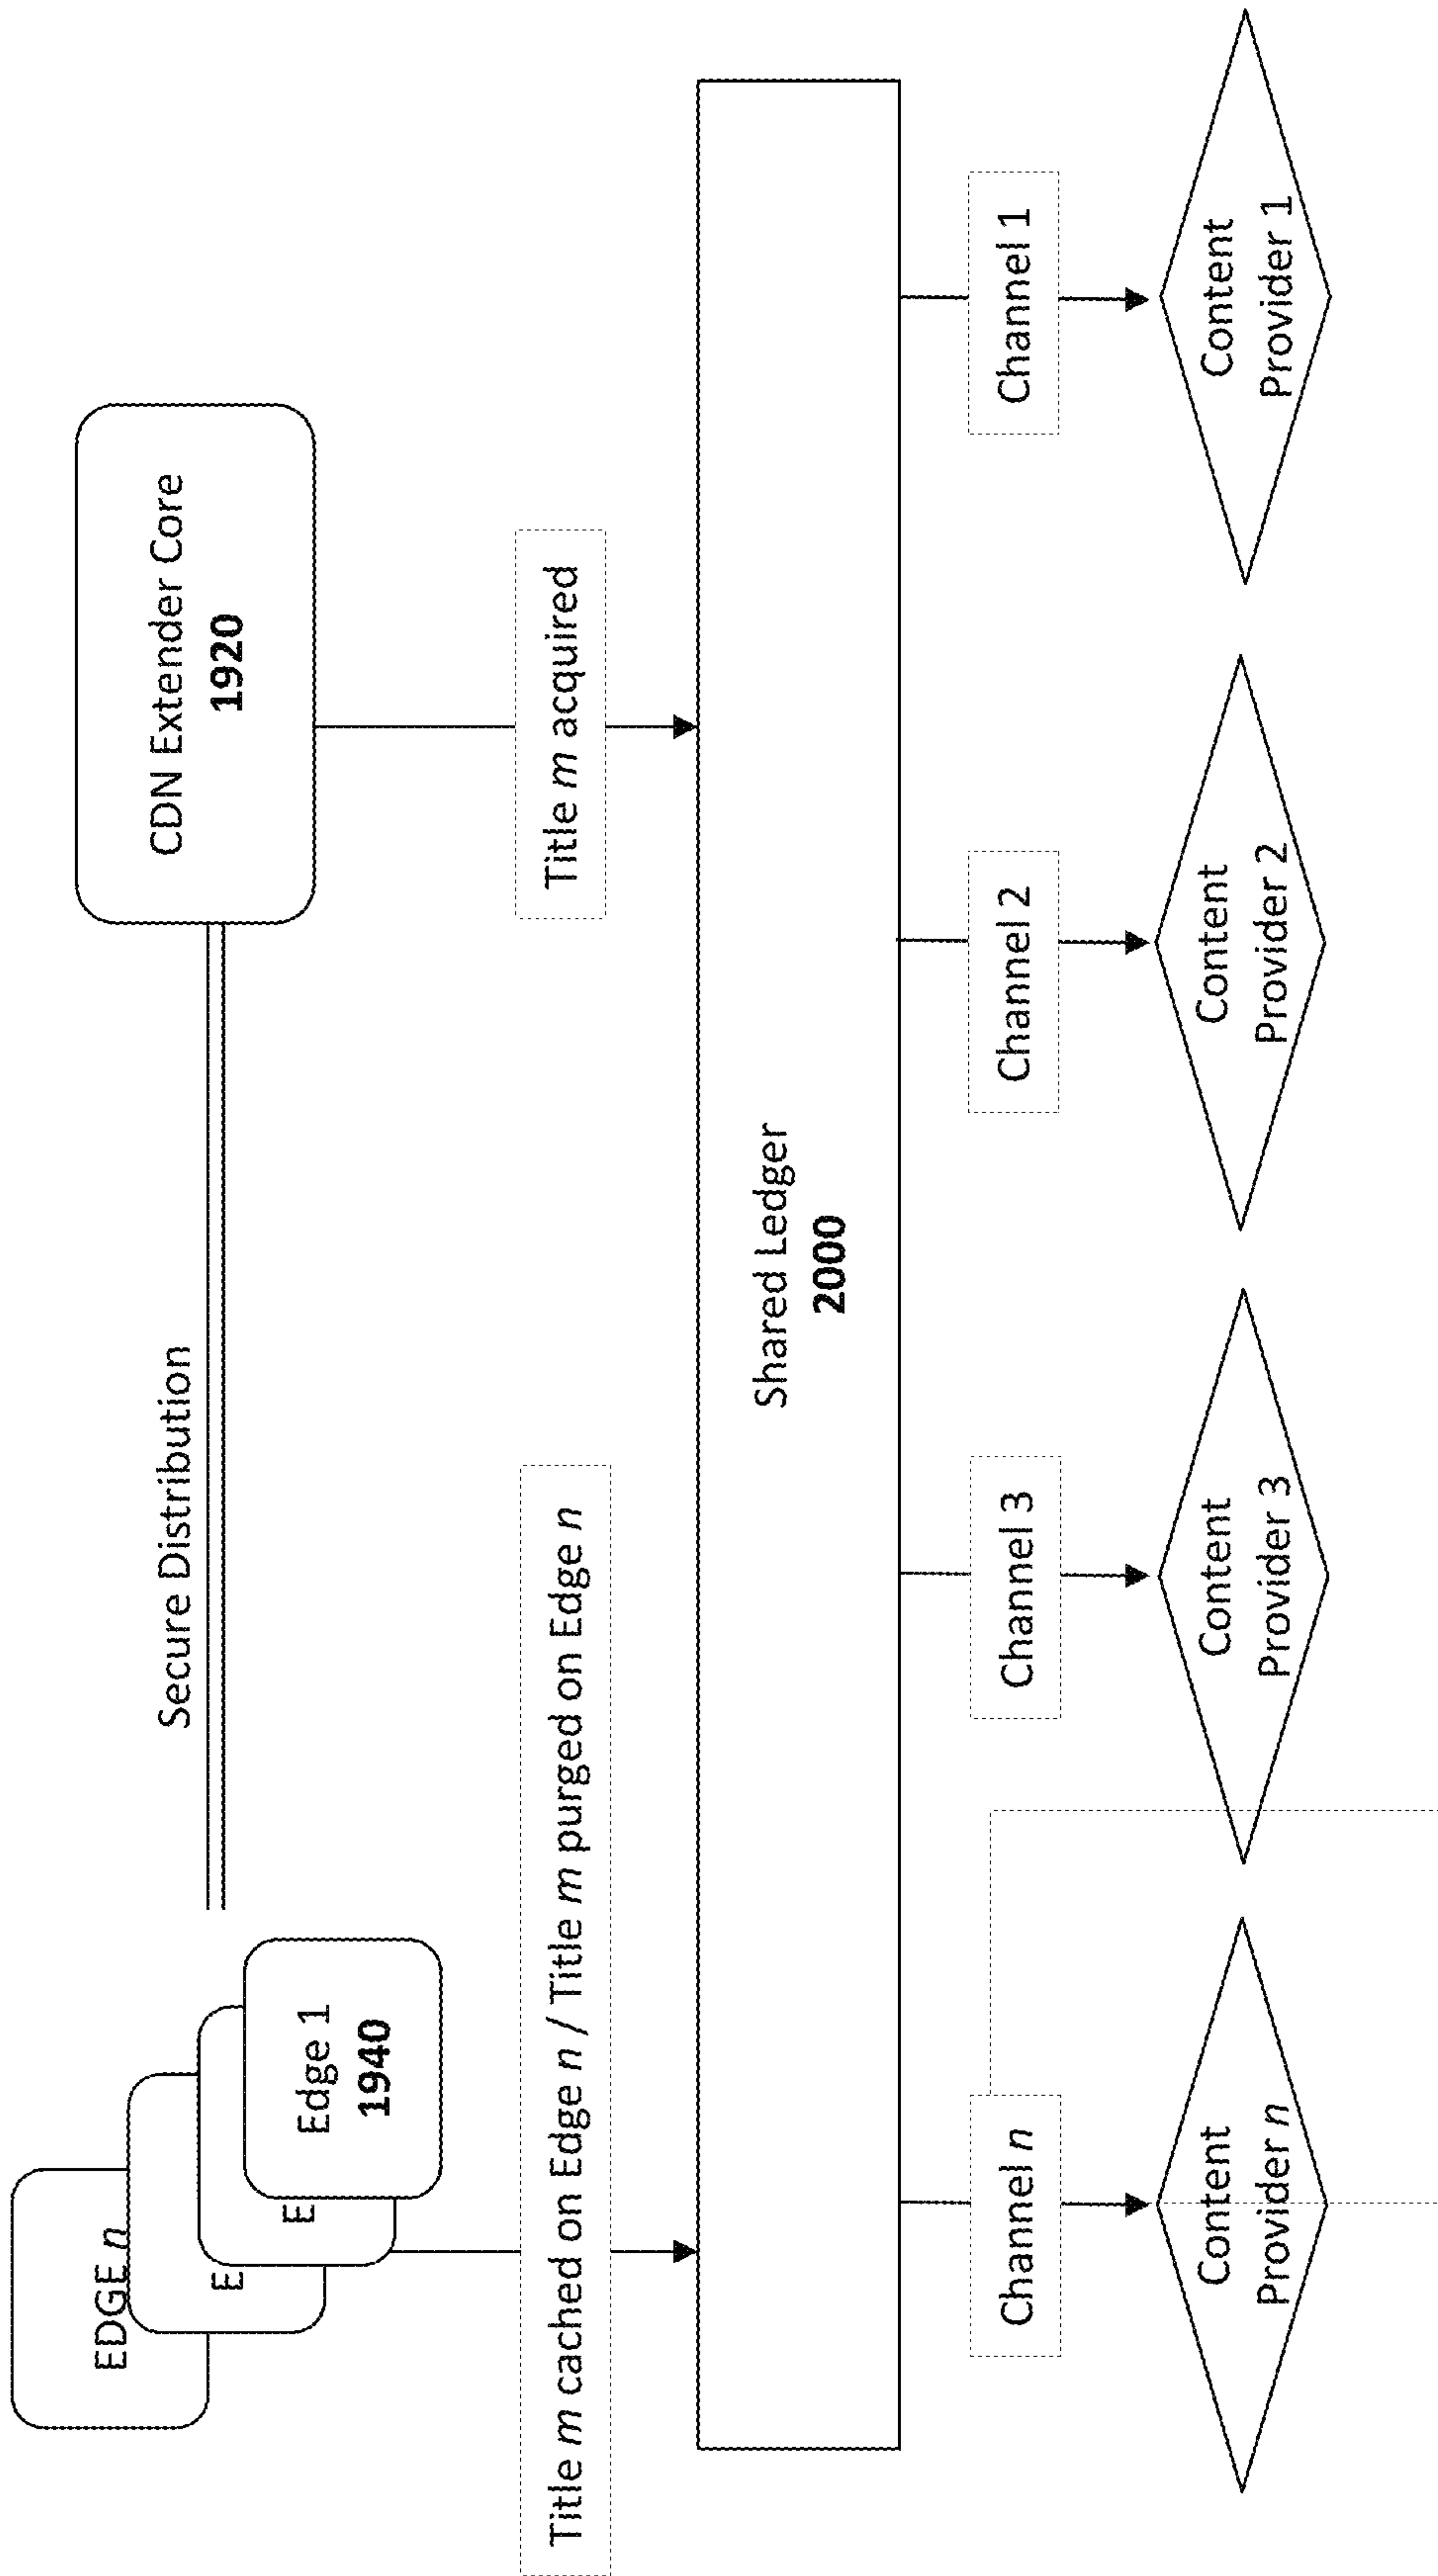 EDGE n
E
E
Edge 1
1940
Secure Distribution
CDN Extender Core
1920
Title m cached on Edge n / Title m purged on Edge n
Title m acquired
Shared Ledger
2000
Channel n
Channel 3
Channel 2
Channel 1
Content
Provider n
Content
Provider 3
Content
Provider 2
Content
Provider 1